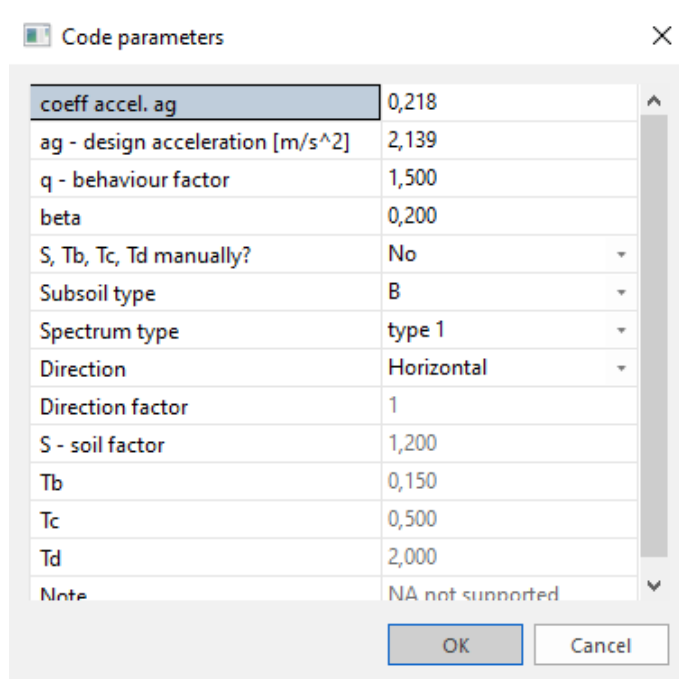 Code parameters
coeff accel. ag 0,218
ag - design acceleration [m/s^2] 2,139
q - behaviour factor 1,500
beta 0,200
S, Tb, Tc, Td manually? No
Subsoil type B
Spectrum type type 1
Direction Horizontal
Direction factor 1
S - soil factor 1,200
Tb 0,150
Tc 0,500
Td 2,000
Note NA not supported
OK Cancel